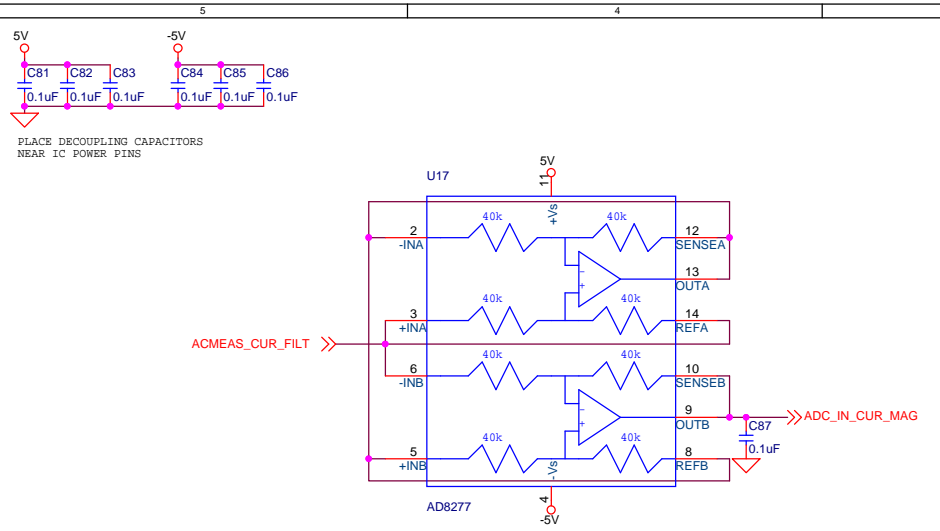 5
4
5V
-5V
C81
C82
C83
C84
C85
C86
0.1uF
0.1uF
0.1uF
0.1uF
0.1uF
0.1uF
PLACE DECOUPLING CAPACITORS
NEAR IC POWER PINS
5V
U17
11
+Vs
40k
40k
2
12
-INA
SENSEA
13
OUTA
40k
40k
3
14
+INA
REFA
ACMEAS_CUR_FILT
40k
40k
6
10
-INB
SENSEB
9
OUTB
ADC_IN_CUR_MAG
C87
0.1uF
40k
40k
5
8
+INB
REFB
-Vs
4
AD8277
-5V